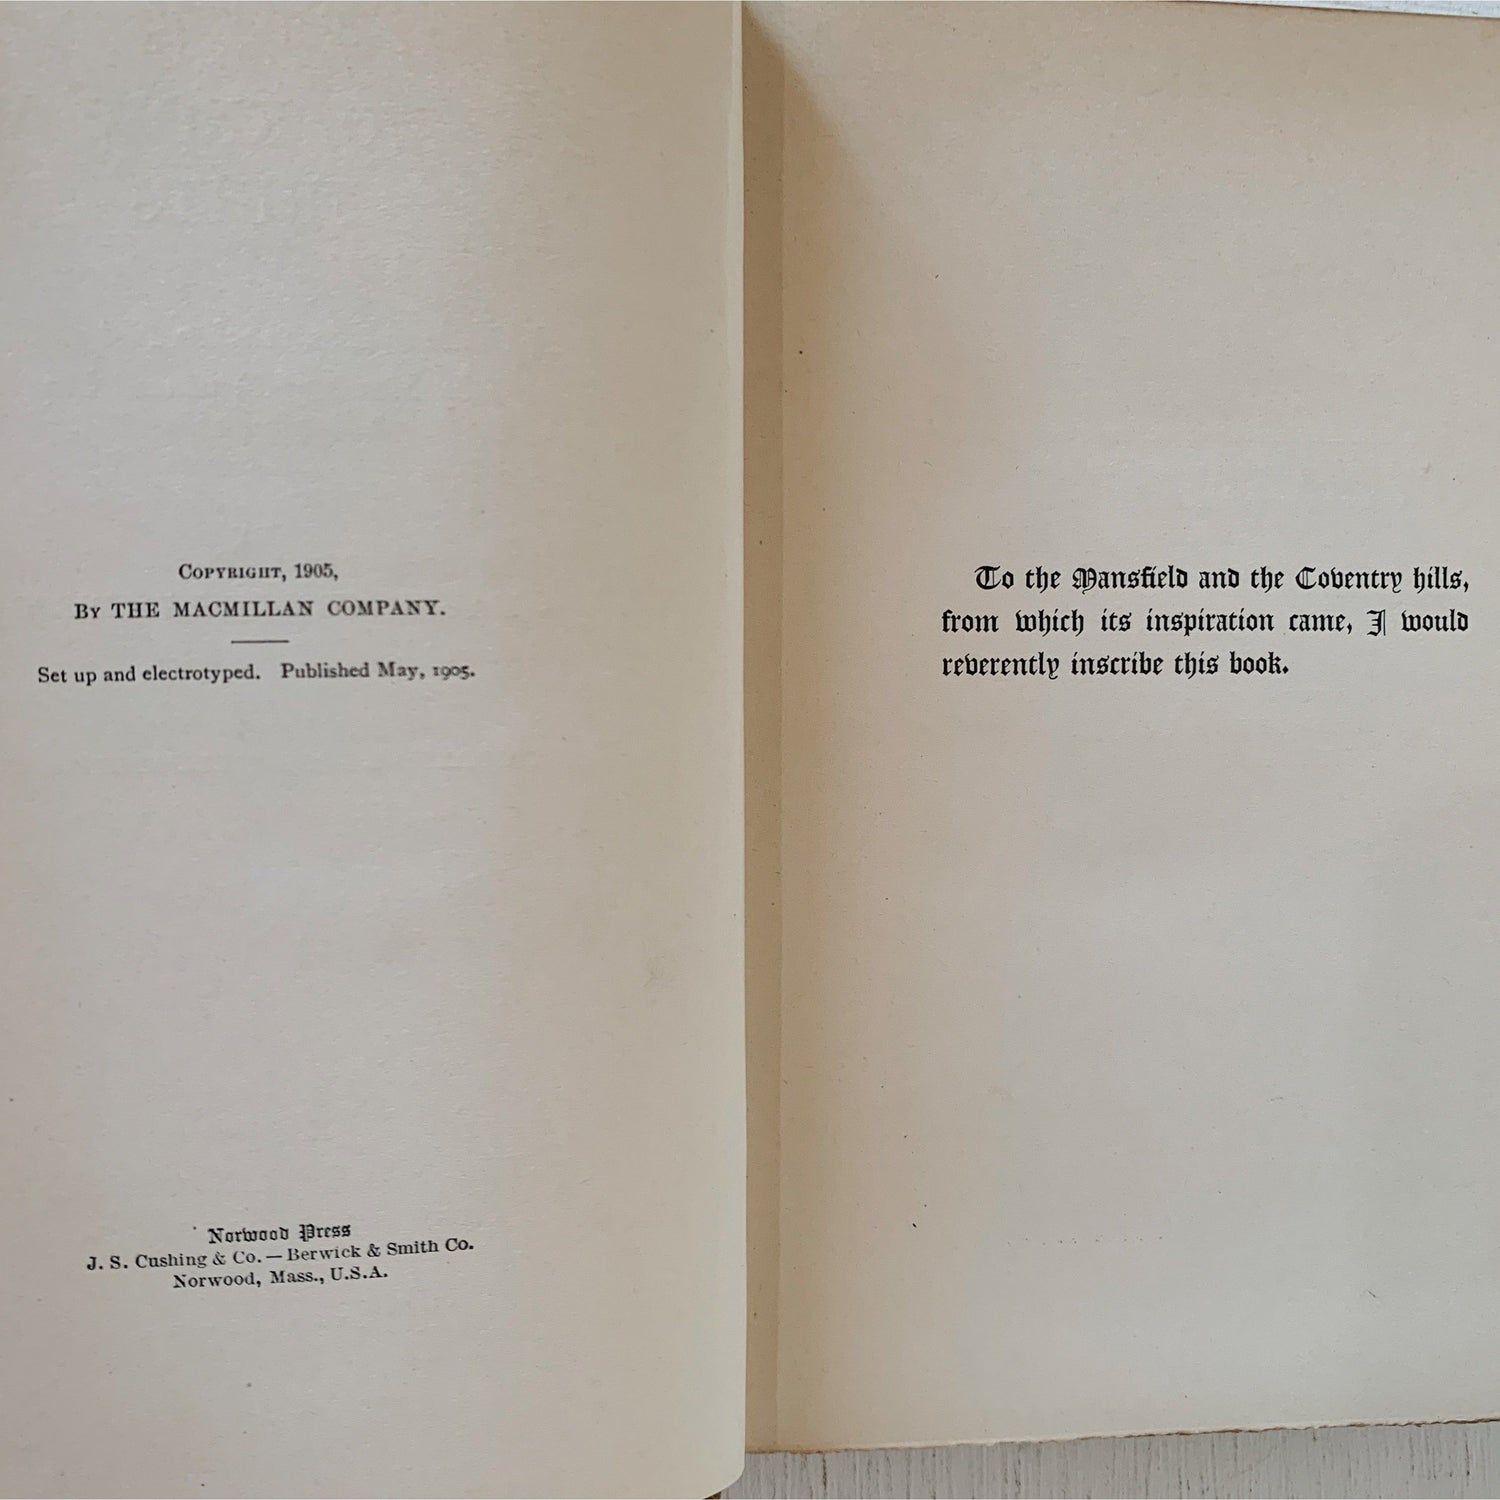 COPYRIGHT, 1905,
BY THE MACMILLAN COMPANY.
Set up and electrotyped. Published May, 1905.
Norwood Press
J. S. Cushing & Co. — Berwick & Smith Co.
Norwood, Mass., U.S.A.
To the Mansfield and the Coventry hills,
from which its inspiration came, I would
reverently inscribe this book.